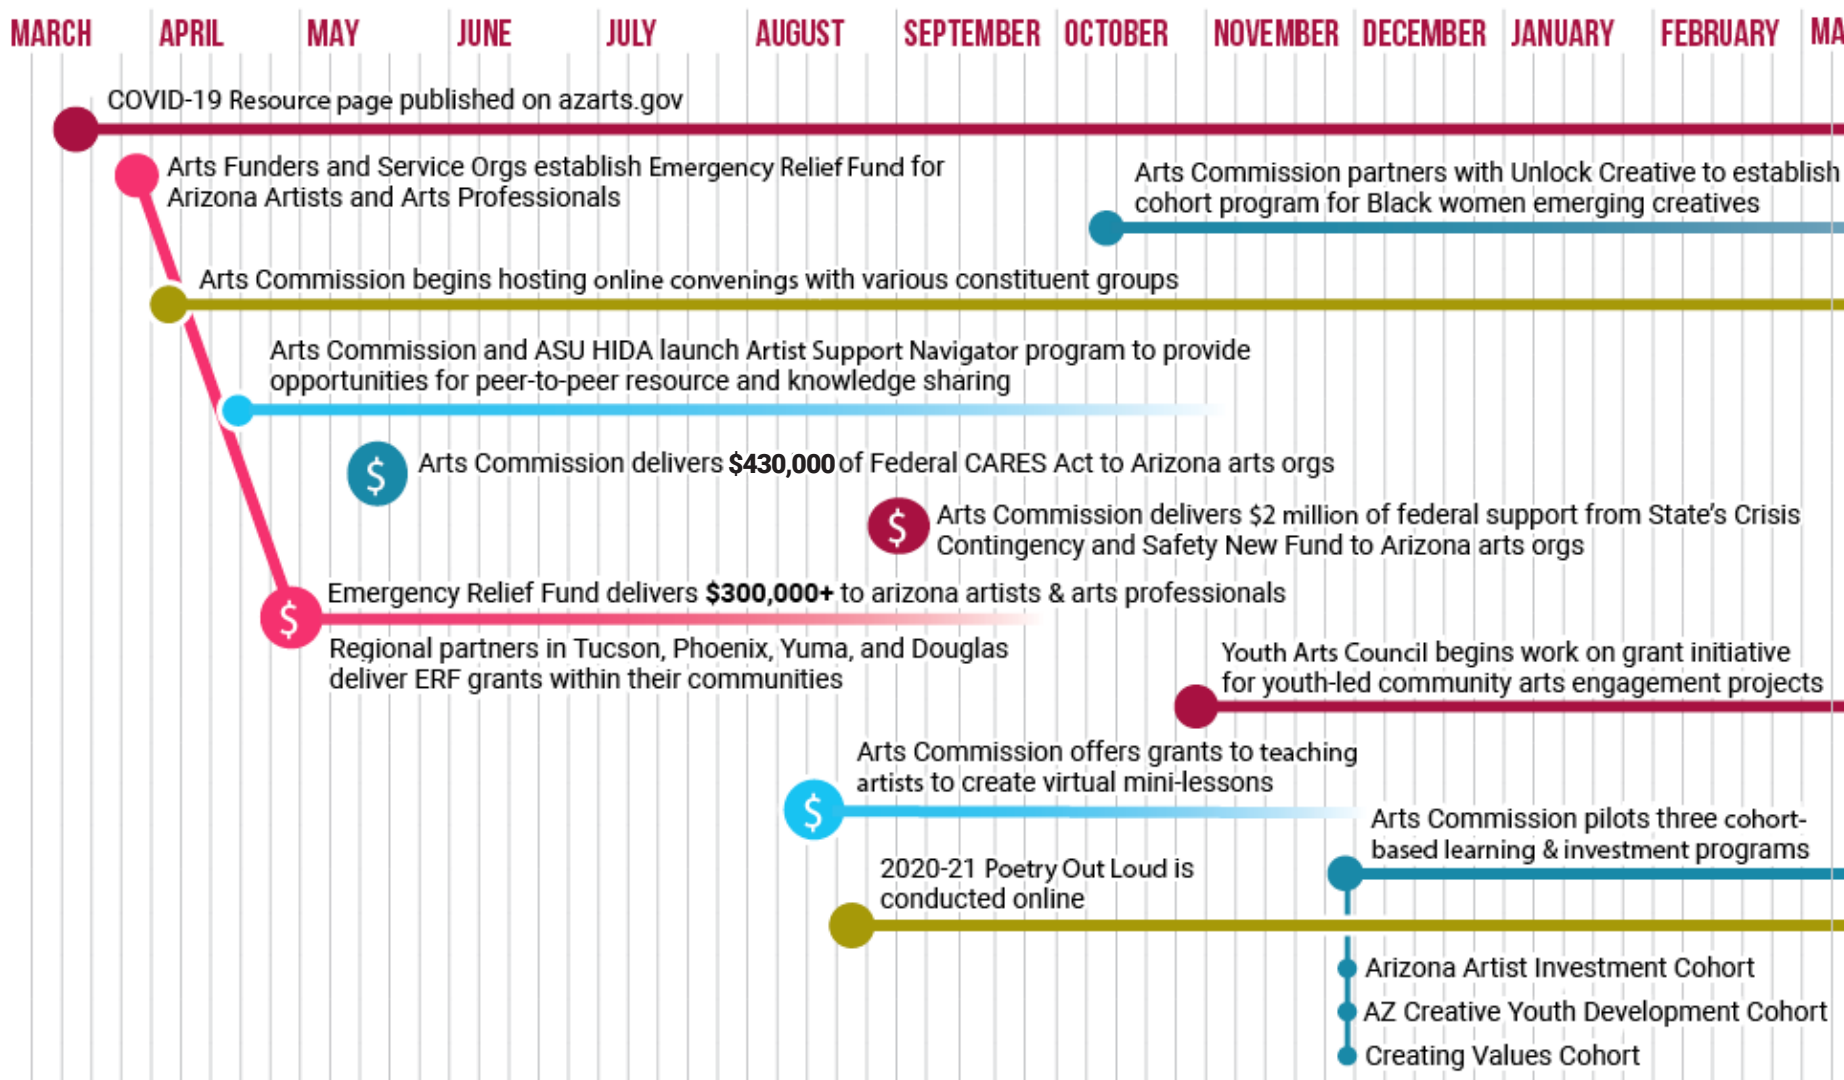 MARCH APRIL MAY JUNE JULY AUGUST SEPTEMBER OCTOBER NOVEMBER DECEMBER JANUARY FEBRUARY MA
COVID-19 Resource page published on azarts.gov
Arts Funders and Service Orgs establish Emergency Relief Fund for
Arizona Artists and Arts Professionals
Arts Commission partners with Unlock Creative to establish
cohort program for Black women emerging creatives
Arts Commission begins hosting online convenings with various constituent groups
Arts Commission and ASU HIDA launch Artist Support Navigator program to provide
opportunities for peer-to-peer resource and knowledge sharing
$
Arts Commission delivers $430,000 of Federal CARES Act to Arizona arts orgs
$
Arts Commission delivers $2 million of federal support from State's Crisis
Contingency and Safety New Fund to Arizona arts orgs
$
Emergency Relief Fund delivers $300,000+ to arizona artists & arts professionals
Regional partners in Tucson, Phoenix, Yuma, and Douglas
deliver ERF grants within their communities
Youth Arts Council begins work on grant initiative
for youth-led community arts engagement projects
$
Arts Commission offers grants to teaching
artists to create virtual mini-lessons
Arts Commission pilots three cohort-
based learning & investment programs
2020-21 Poetry Out Loud is
conducted online
Arizona Artist Investment Cohort
AZ Creative Youth Development Cohort
Creating Values Cohort